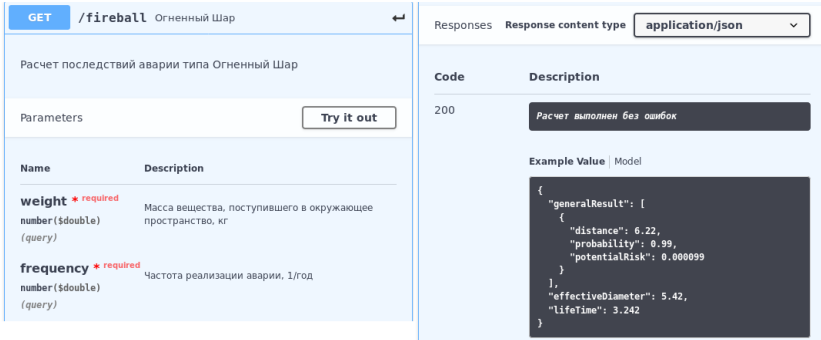 GET /fireball Огненный Шар
Расчет последствий аварии типа Огненный Шар
Parameters Try it out
Name Description
weight * required
number($double)
(query)
Масса вещества, поступившего в окружающее
пространство, кг
frequency * required
number($double)
(query)
Частота реализации аварии, 1/год
Responses Response content type application/json
Code Description
200 Расчет выполнен без ошибок
Example Value Model
{
"generalResult": [
{
"distance": 6.22,
"probability": 0.99,
"potentialRisk": 0.000099
}
],
"effectiveDiameter": 5.42,
"lifeTime": 3.242
}